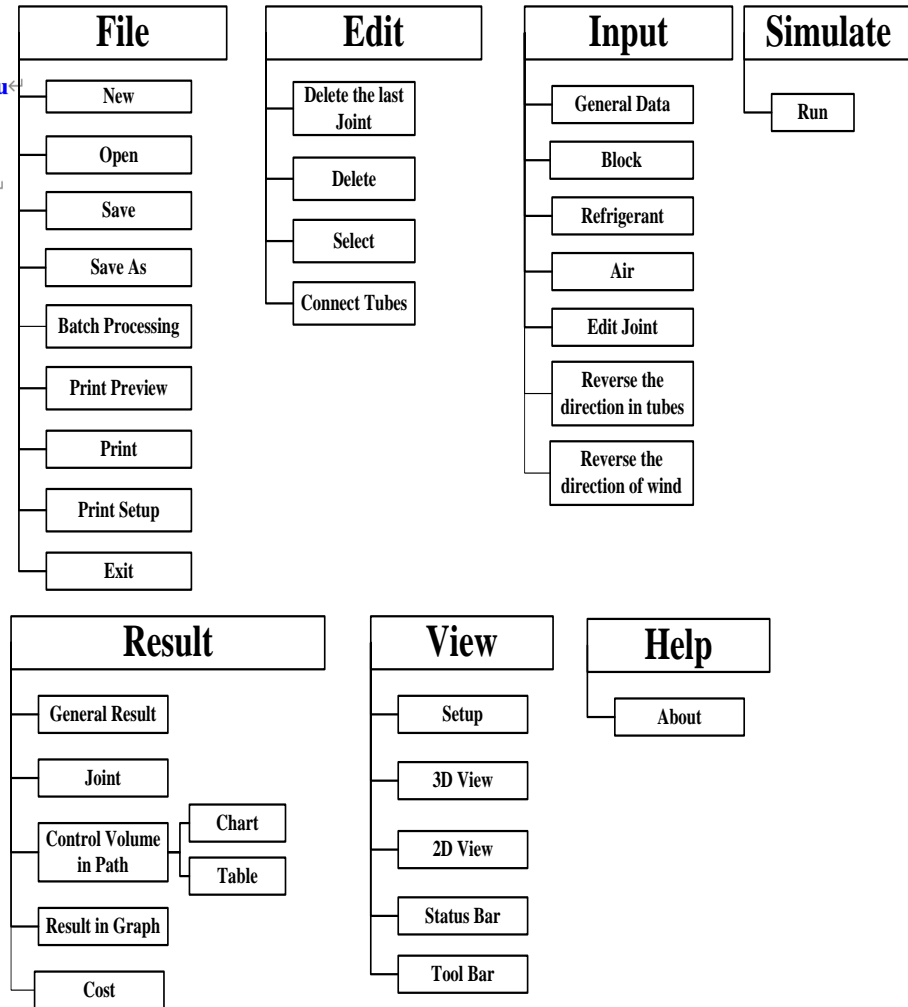 File
New
Open
Save
Save As
Batch Processing
Print Preview
Print
Print Setup
Exit
Edit
Delete the last
Joint
Delete
Select
Connect Tubes
Input
General Data
Block
Refrigerant
Air
Edit Joint
Reverse the
direction in tubes
Reverse the
direction of wind
Simulate
Run
Result
General Result
Joint
Control Volume
in Path
Chart
Table
Result in Graph
Cost
View
Setup
3D View
2D View
Status Bar
Tool Bar
Help
About